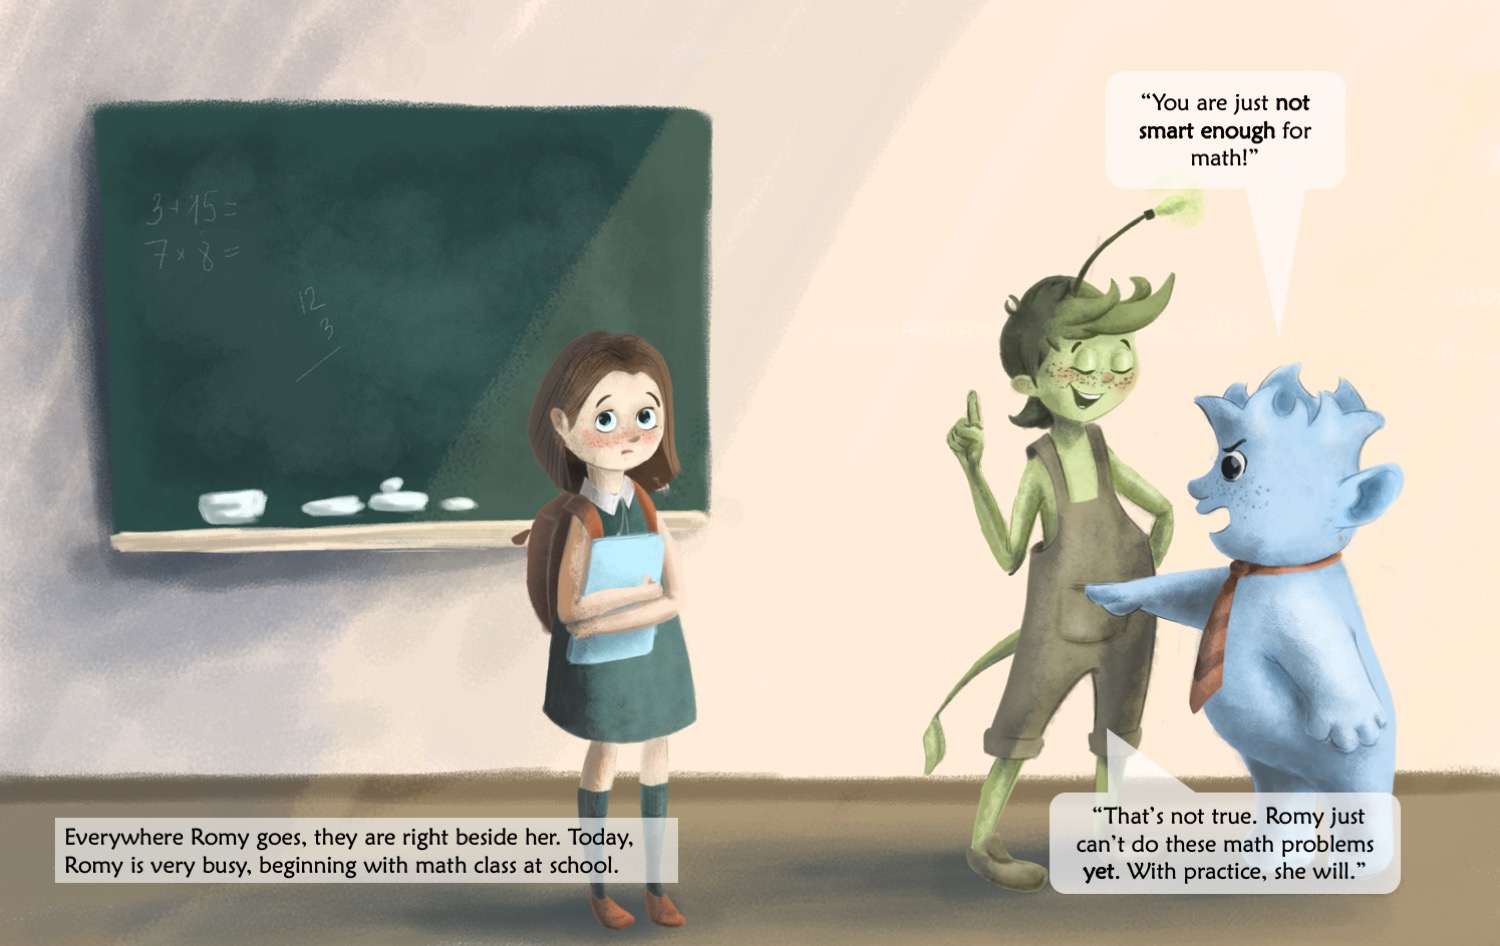 3+15=
7×8=
12
3
“You are just not
smart enough for
math!”
Everywhere Romy goes, they are right beside her. Today,
Romy is very busy, beginning with math class at school.
“That’s not true. Romy just
can’t do these math problems
yet. With practice, she will.”